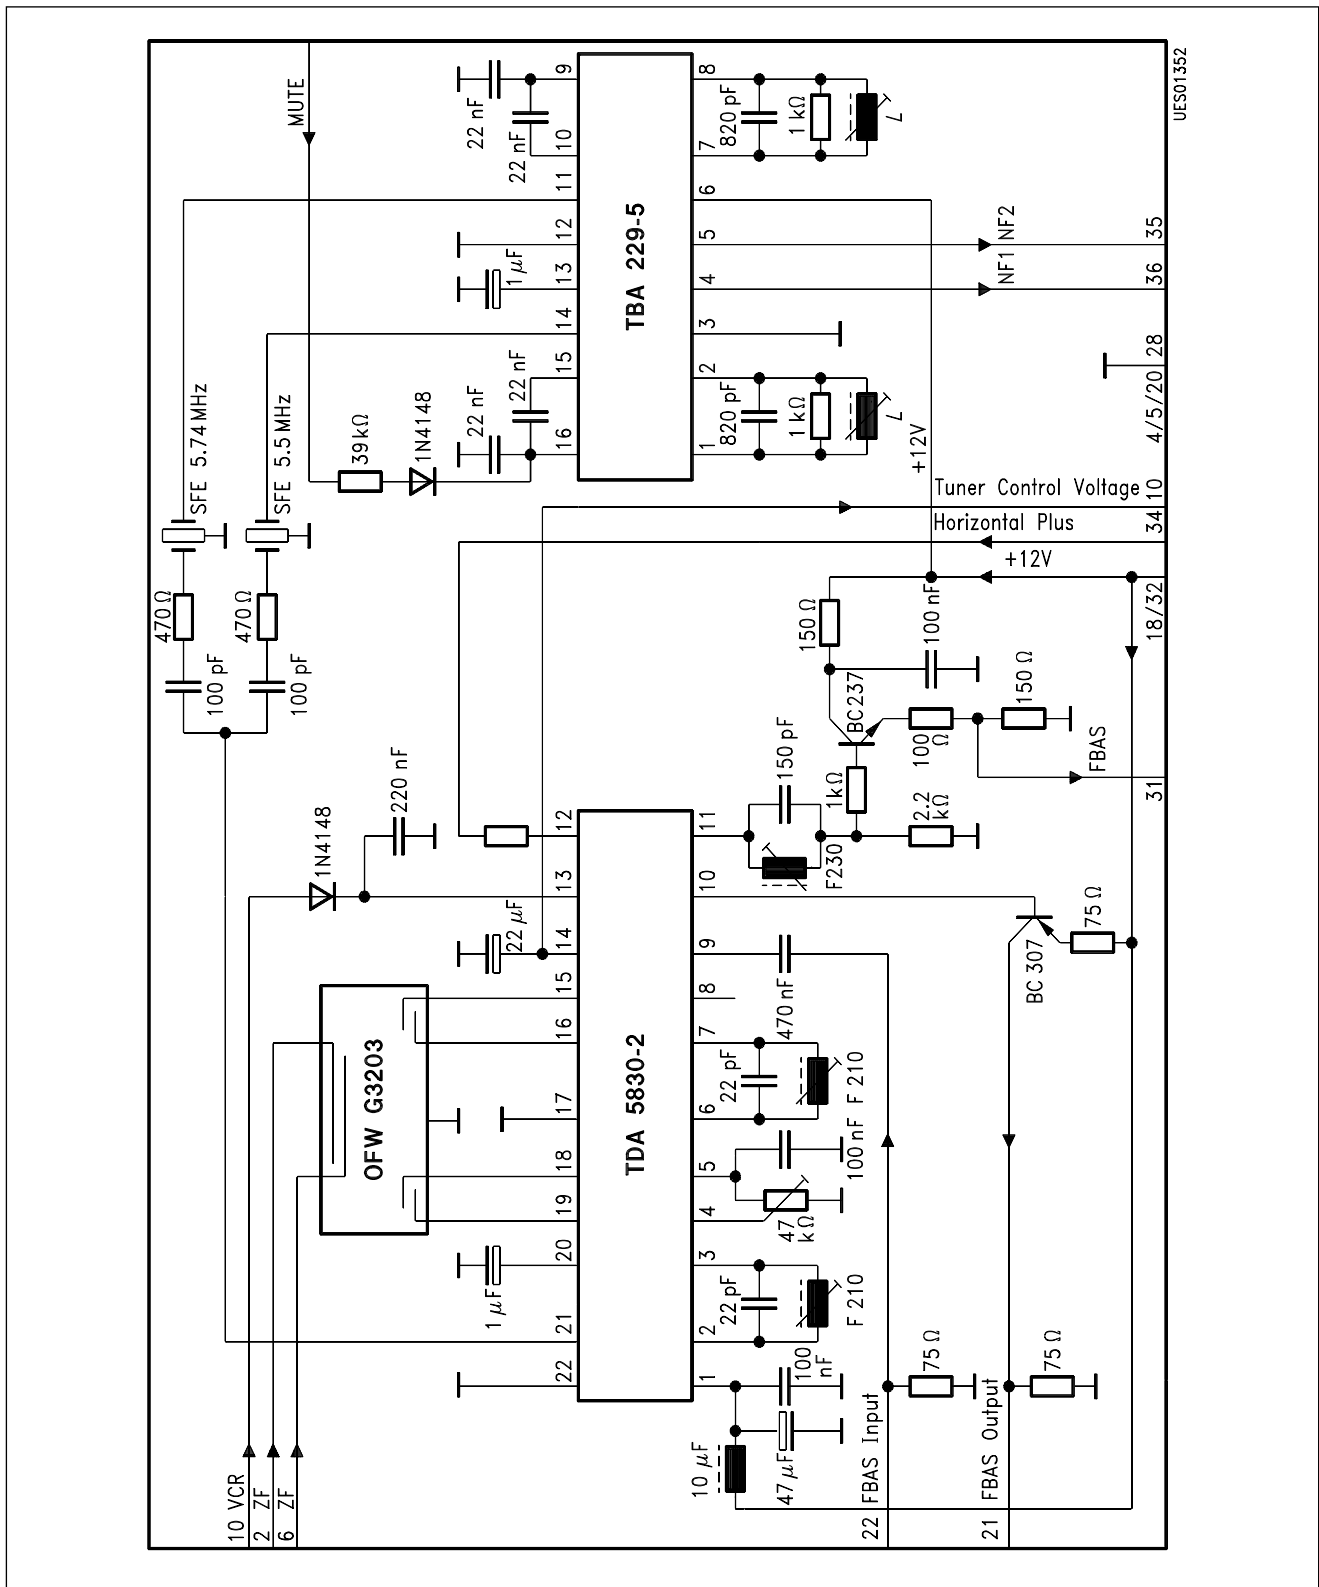 UES01352
MUTE
22 nF
22 nF
9
10
11
12
13
14
15
16
1 µF
22 nF
22 nF
TBA 229-5
8
7
6
5
4
3
2
1
820 pF
1 kΩ
L
820 pF
1 kΩ
L
NF1 NF2
35
36
28
4/5/20
+12V
SFE 5.74 MHz
SFE 5.5 MHz
39 kΩ
1N4148
470 Ω
470 Ω
100 pF
100 pF
Tuner Control Voltage
10
Horizontal Plus
34
+12V
18/32
150 Ω
100 nF
BC237
100
Ω
150 Ω
FBAS
31
150 pF
1kΩ
2.2
kΩ
F230
1N4148
220 nF
22 µF
12
13
14
15
16
17
18
19
20
21
22
TDA 5830-2
11
10
9
8
7
6
5
4
3
2
1
OFW G3203
1 µF
75 Ω
BC 307
470 nF
22 pF
F 210
100 nF
47
kΩ
22 pF
F 210
100
nF
10 µF
47 µF
75 Ω
75 Ω
10 VCR
2 ZF
6 ZF
22 FBAS Input
21 FBAS Output